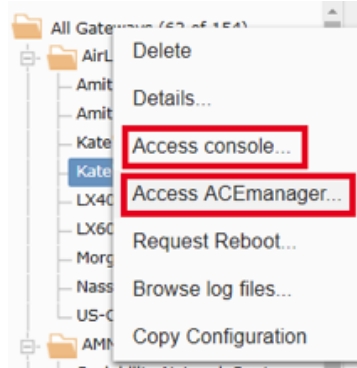 All Gateways (62 of 154)
AirL
Delete
Amit
Details...
Amit
Kate
Access console...
Kate
Access ACEmanager...
LX40
LX60
Request Reboot...
Morg
Nass
Browse log files...
US-C
Copy Configuration
AMM